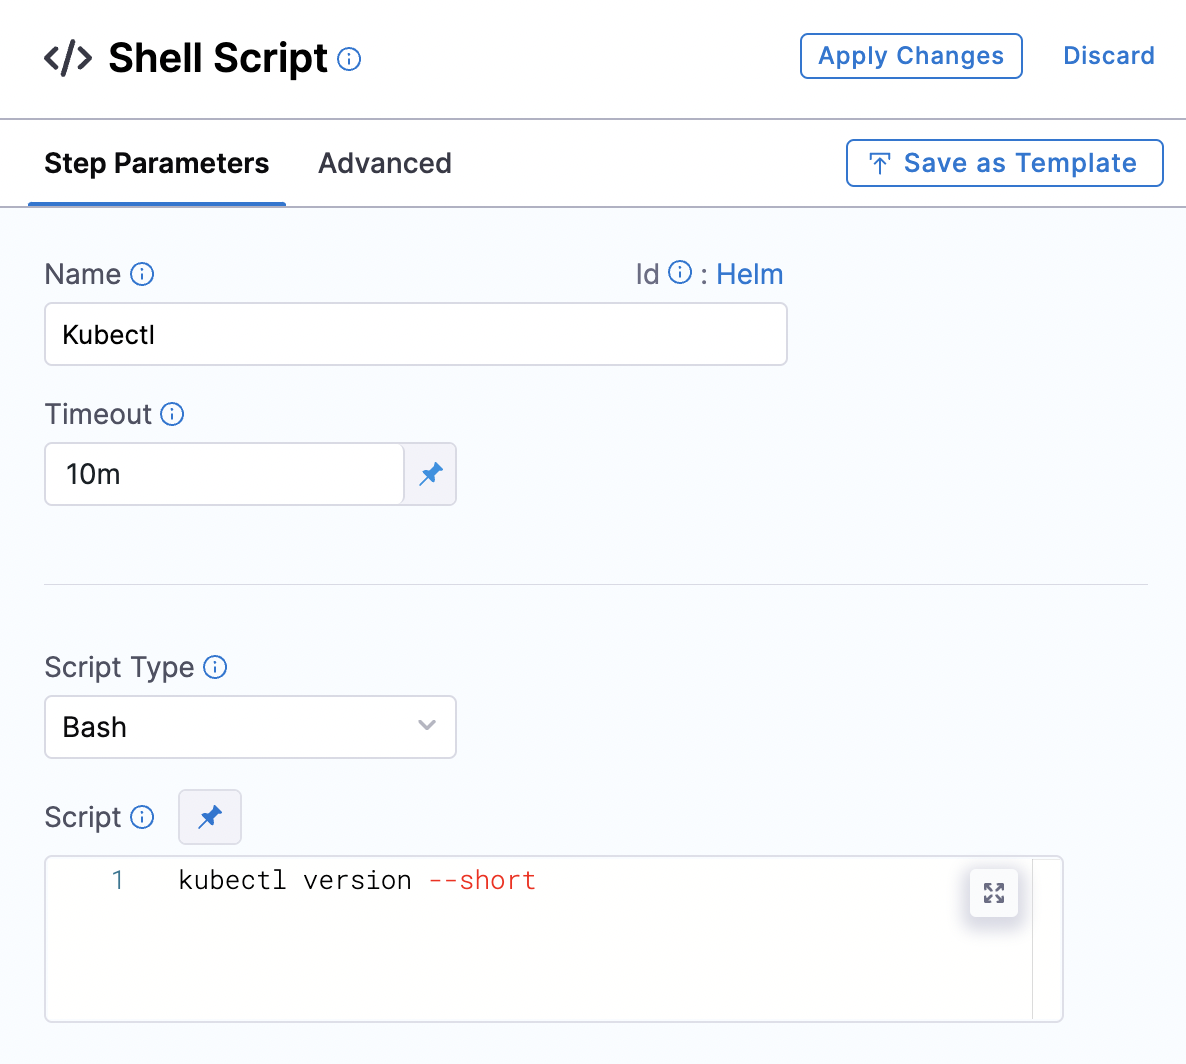 </> Shell Script
Apply Changes
Discard
Step Parameters
Advanced
Save as Template
Name
Id : Helm
Kubectl
Timeout
10m
Script Type
Bash
Script
1 kubectl version --short